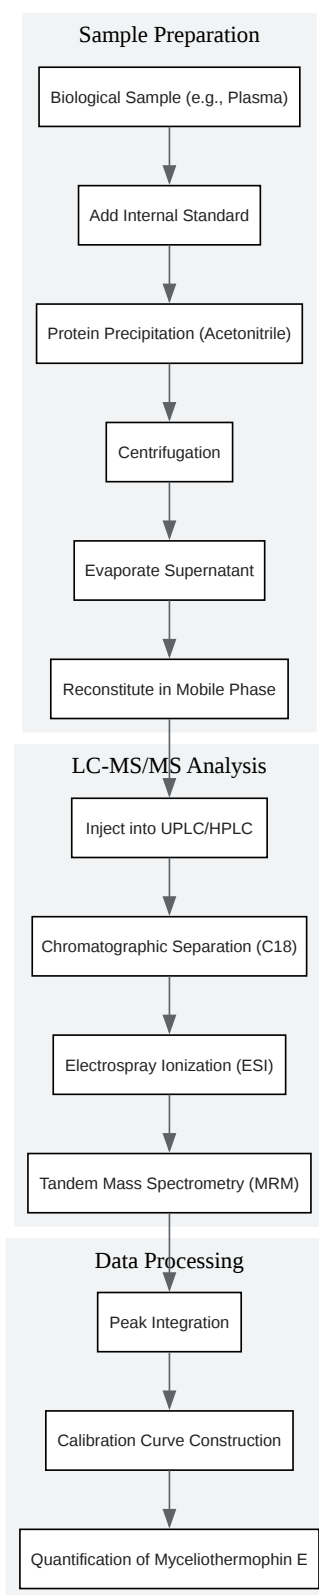 Sample Preparation
Biological Sample (e.g., Plasma)
Add Internal Standard
Protein Precipitation (Acetonitrile)
Centrifugation
Evaporate Supernatant
Reconstitute in Mobile Phase
LC-MS/MS Analysis
Inject into UPLC/HPLC
Chromatographic Separation (C18)
Electrospray Ionization (ESI)
Tandem Mass Spectrometry (MRM)
Data Processing
Peak Integration
Calibration Curve Construction
Quantification of Myceliothermophin E